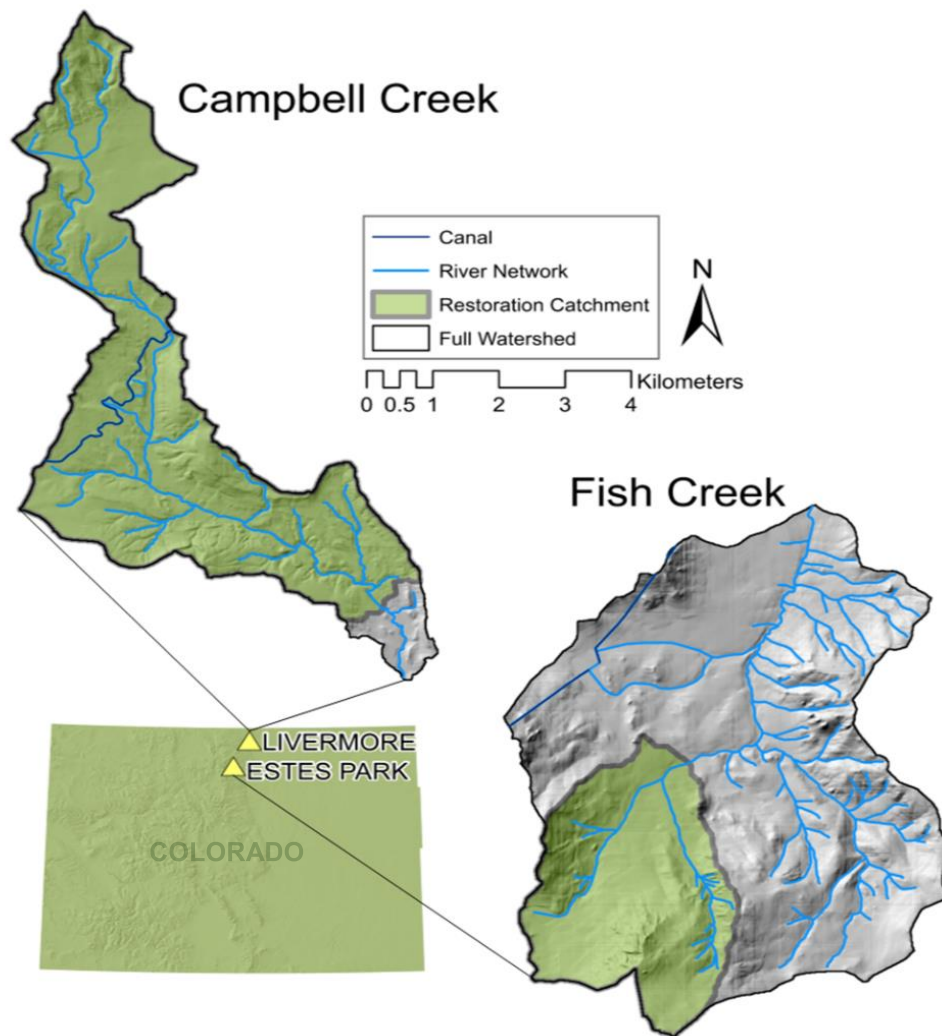 Campbell Creek
Canal
River Network
Restoration Catchment
Full Watershed
N
Kilometers
0 0.5 1 2 3 4
Fish Creek
LIVERMORE
ESTES PARK
COLORADO